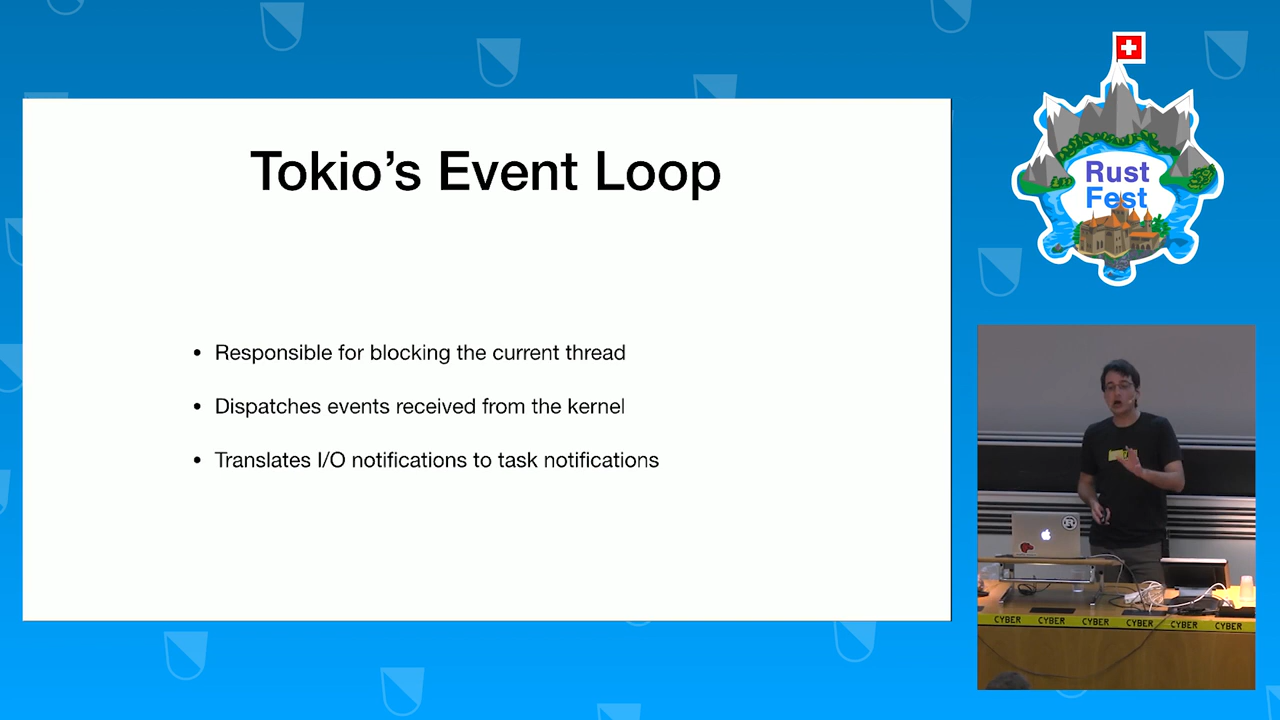 Tokio's Event Loop
• Responsible for blocking the current thread
• Dispatches events received from the kernel
• Translates I/O notifications to task notifications
Rust
Fest
R
CYBER CYBER CYBER CYBER CYBER CYBER